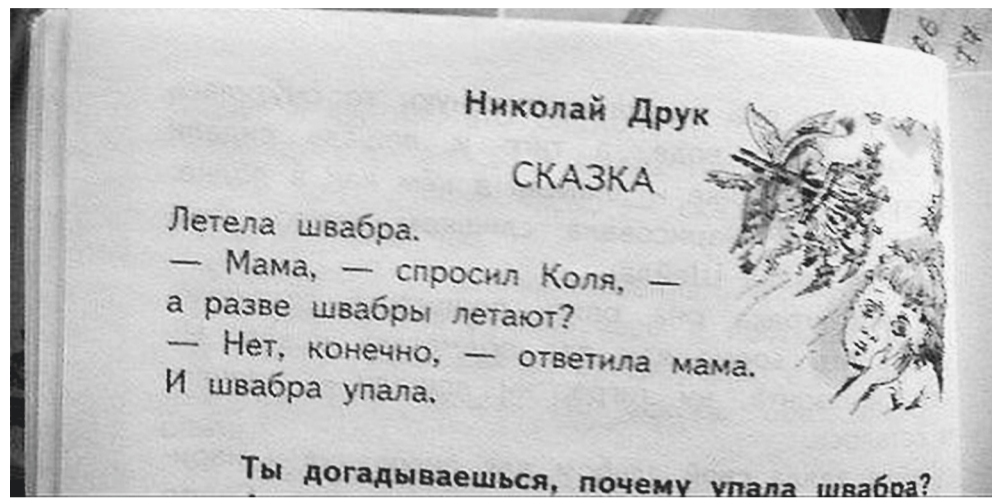 Николай Друк
СКАЗКА
Летела швабра.
— Мама, — спросил Коля, —
а разве швабры летают?
— Нет, конечно, — ответила мама.
И швабра упала.
Ты догадываешься, почему упала швабра?